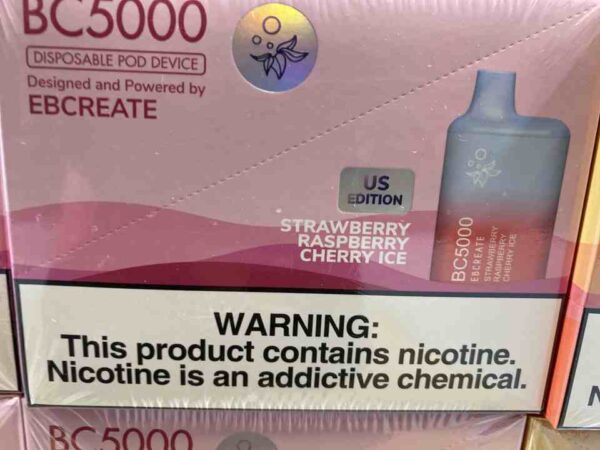 BC5000
DISPOSABLE POD DEVICE
Designed and Powered by
EBCREATE
US
EDITION
STRAWBERRY
RASPBERRY
CHERRY ICE
BC5000
EBCREATE
STRAWBERRY
RASPBERRY
CHERRY ICE
WARNING:
This product contains nicotine.
Nicotine is an addictive chemical.
BC5000
N